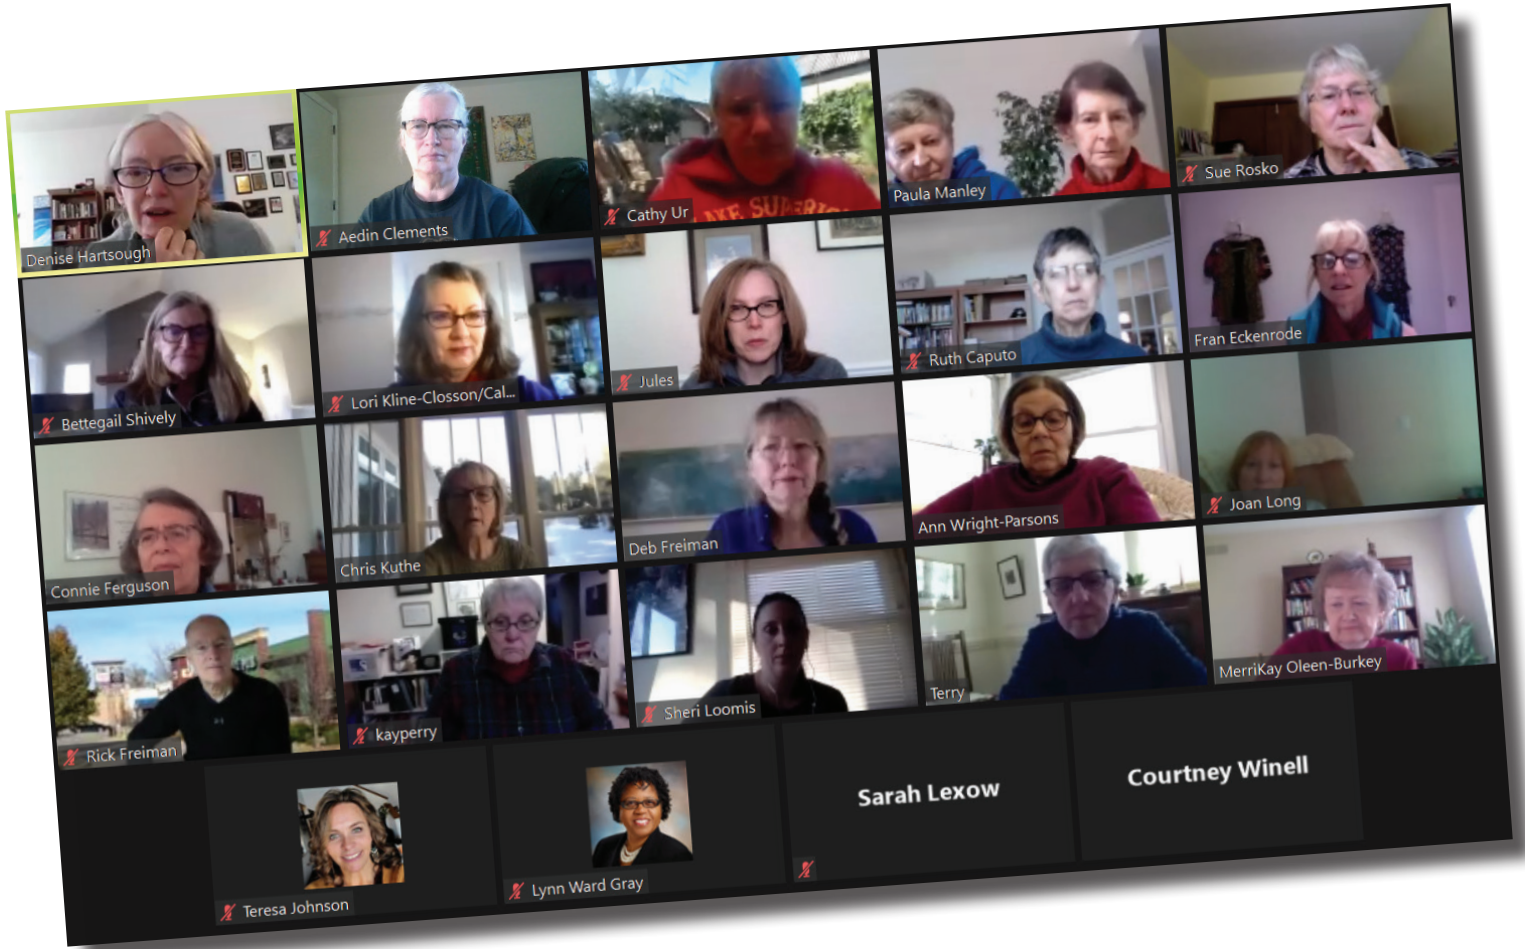 Denise Hartsough
Aedin Clements
Cathy Ur
Paula Manley
Sue Rosko
Bettegail Shively
Lori Kline-Closson/Cal...
Jules
Ruth Caputo
Fran Eckenrode
Connie Ferguson
Chris Kuthe
Deb Freiman
Ann Wright-Parsons
Joan Long
Rick Freiman
kayperry
Sheri Loomis
Terry
MerriKay Oleen-Burkey
Teresa Johnson
Lynn Ward Gray
Sarah Lexow
Courtney Winell